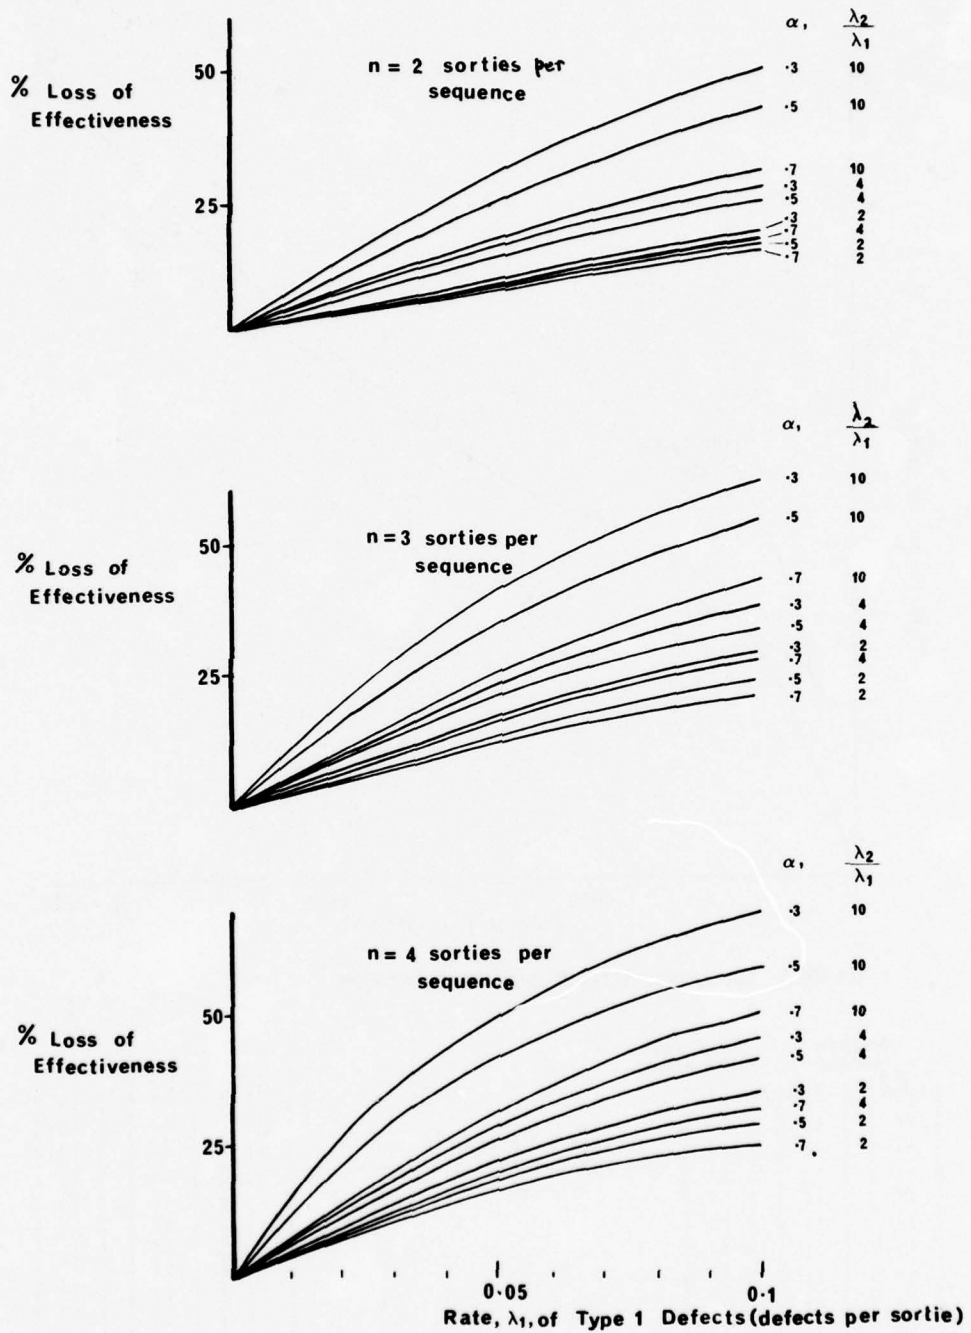 α, λ2
λ1
n = 2 sorties per
sequence
% Loss of
Effectiveness
50
25
·3 10
·5 10
·7 10
·3 4
·5 4
·3 2
·7 4
·5 2
·7 2
α, λ2
λ1
n = 3 sorties per
sequence
% Loss of
Effectiveness
50
25
·3 10
·5 10
·7 10
·3 4
·5 4
·3 2
·7 4
·5 2
·7 2
α, λ2
λ1
n = 4 sorties per
sequence
% Loss of
Effectiveness
50
25
·3 10
·5 10
·7 10
·3 4
·5 4
·3 2
·7 4
·5 2
·7 2
0·05 0·1
Rate, λ1, of Type 1 Defects (defects per sortie)